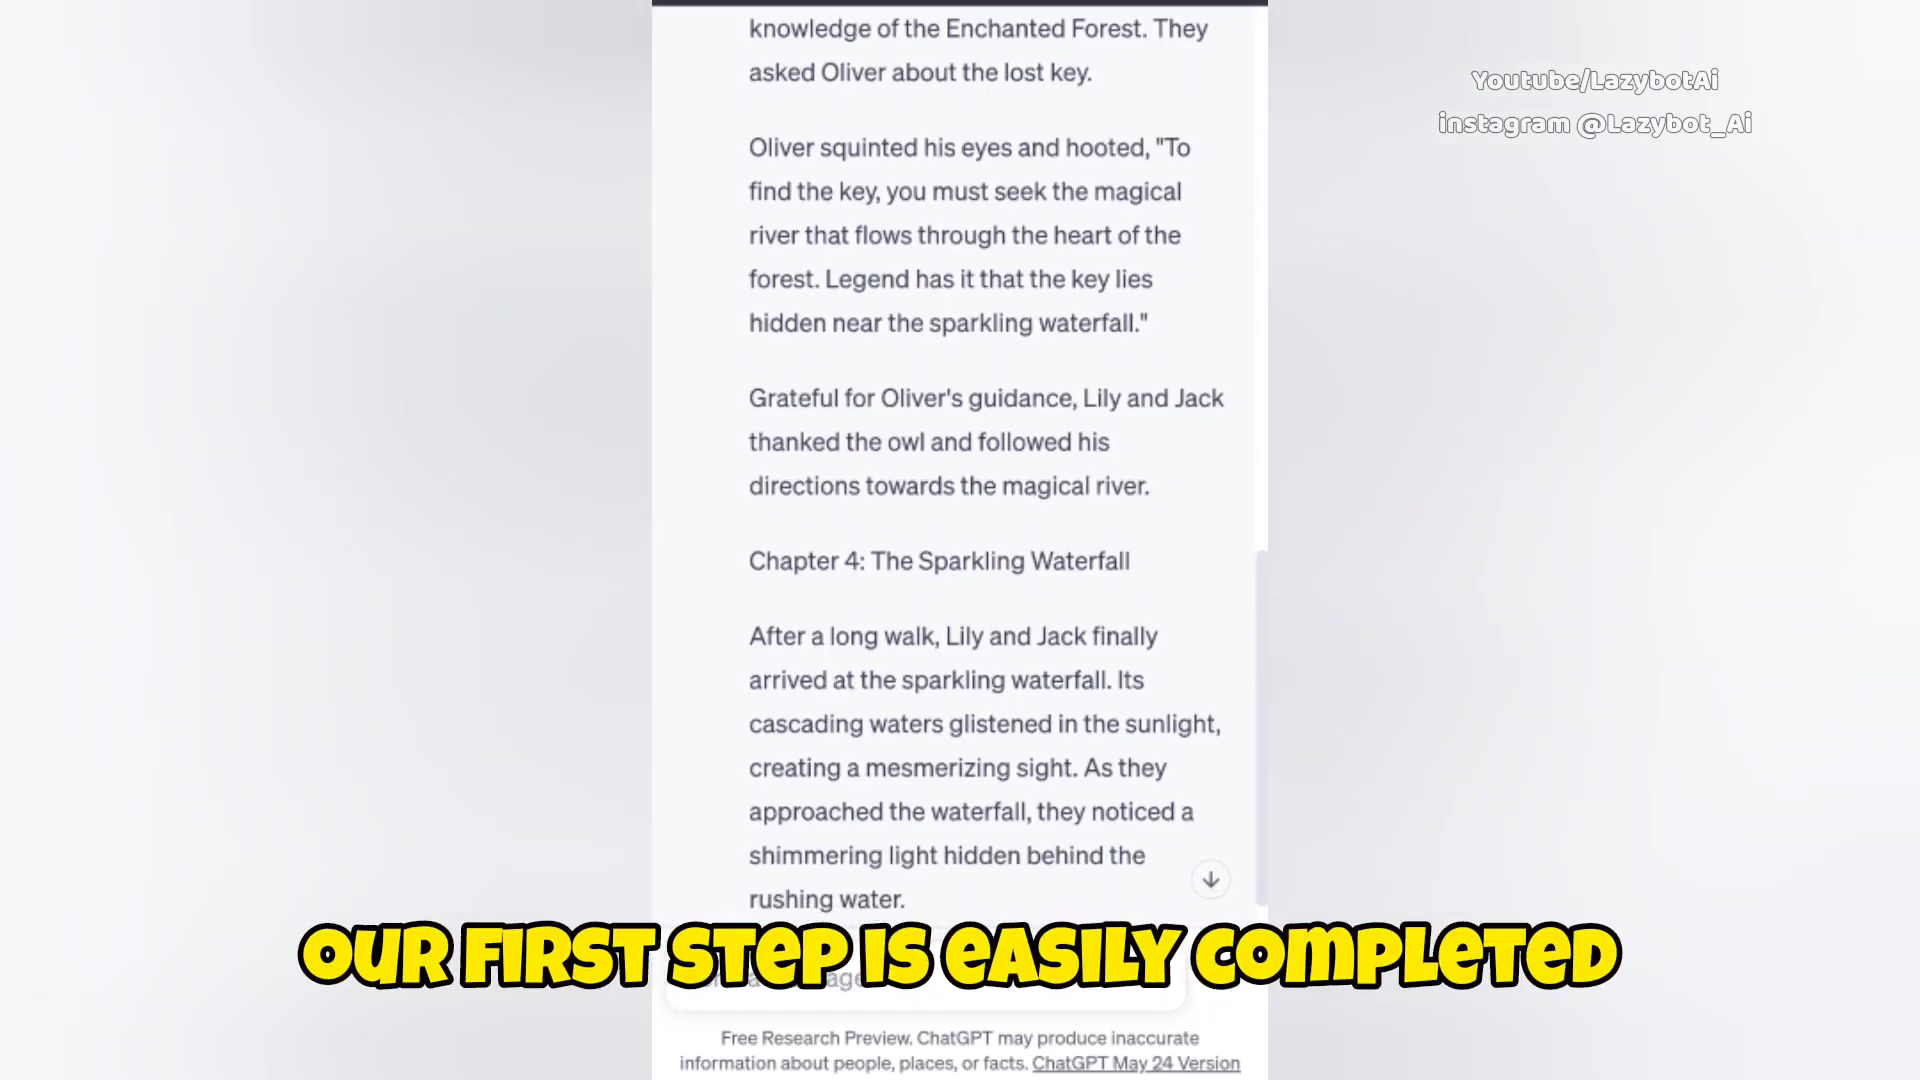 knowledge of the Enchanted Forest. They
asked Oliver about the lost key.
Youtube/LazybotAi
instagram @Lazybot_Ai
Oliver squinted his eyes and hooted, "To
find the key, you must seek the magical
river that flows through the heart of the
forest. Legend has it that the key lies
hidden near the sparkling waterfall."
Grateful for Oliver's guidance, Lily and Jack
thanked the owl and followed his
directions towards the magical river.
Chapter 4: The Sparkling Waterfall
After a long walk, Lily and Jack finally
arrived at the sparkling waterfall. Its
cascading waters glistened in the sunlight,
creating a mesmerizing sight. As they
approached the waterfall, they noticed a
shimmering light hidden behind the
rushing water.
OUR FIRST STEP IS EASILY COMPLETED
Free Research Preview. ChatGPT may produce inaccurate
information about people, places, or facts. ChatGPT May 24 Version